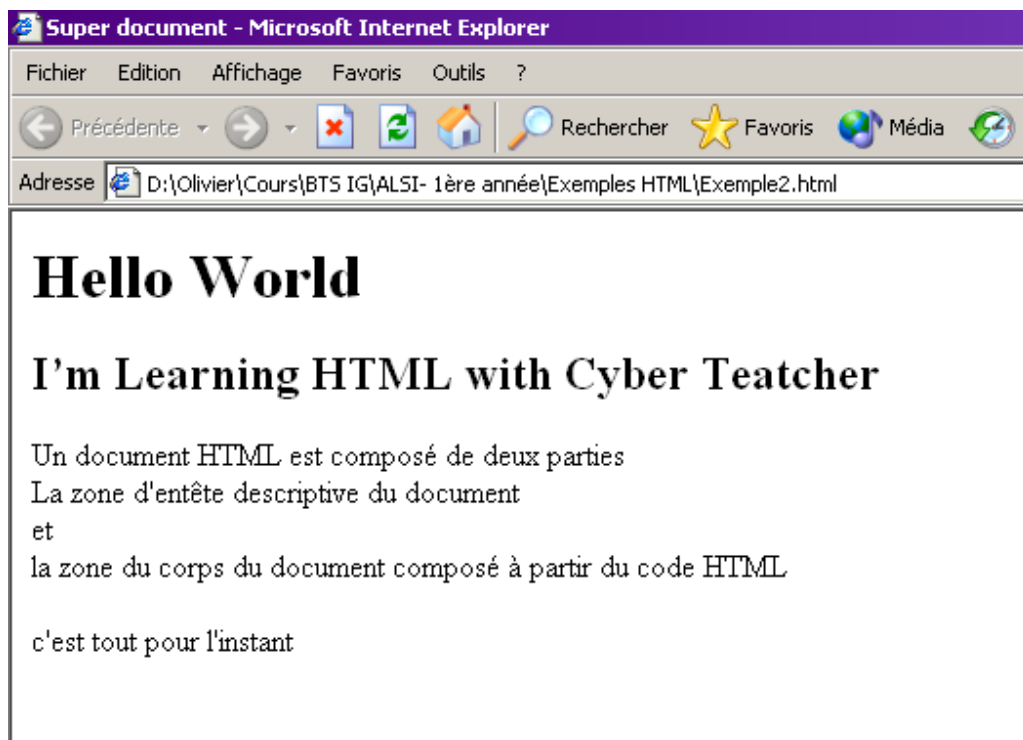 Super document - Microsoft Internet Explorer
Fichier Edition Affichage Favoris Outils ?
Précédente Rechercher Favoris Média
Adresse D:\Olivier\Cours\BTS IG\ALSI- 1ère année\Exemples HTML\Exemple2.html
Hello World
I’m Learning HTML with Cyber Teatcher
Un document HTML est composé de deux parties
La zone d'entête descriptive du document
et
la zone du corps du document composé à partir du code HTML
c'est tout pour l'instant